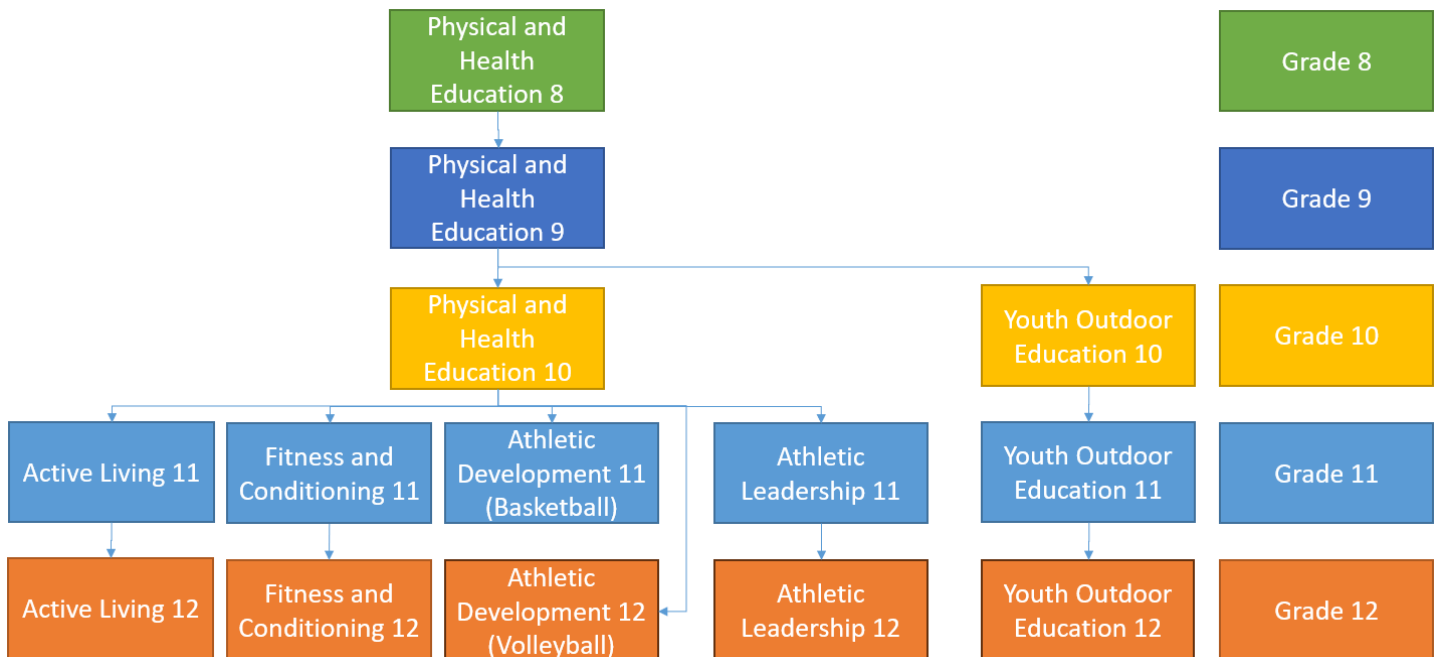 Physical and
Health
Education 8
Grade 8
Physical and
Health
Education 9
Grade 9
Physical and
Health
Education 10
Youth Outdoor
Education 10
Grade 10
Active Living 11
Fitness and
Conditioning 11
Athletic
Development 11
(Basketball)
Athletic
Leadership 11
Youth Outdoor
Education 11
Grade 11
Active Living 12
Fitness and
Conditioning 12
Athletic
Development 12
(Volleyball)
Athletic
Leadership 12
Youth Outdoor
Education 12
Grade 12